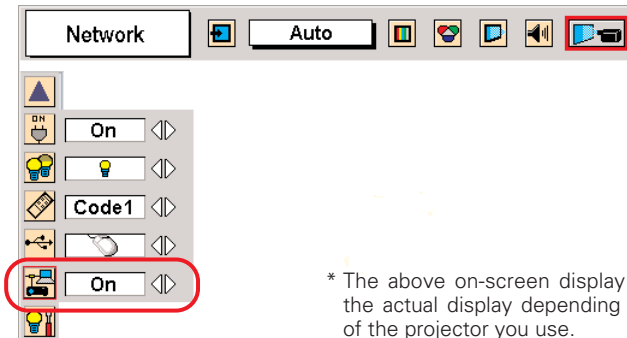 Network
Auto
ON
On
Code1
On
* The above on-screen display
the actual display depending
of the projector you use.